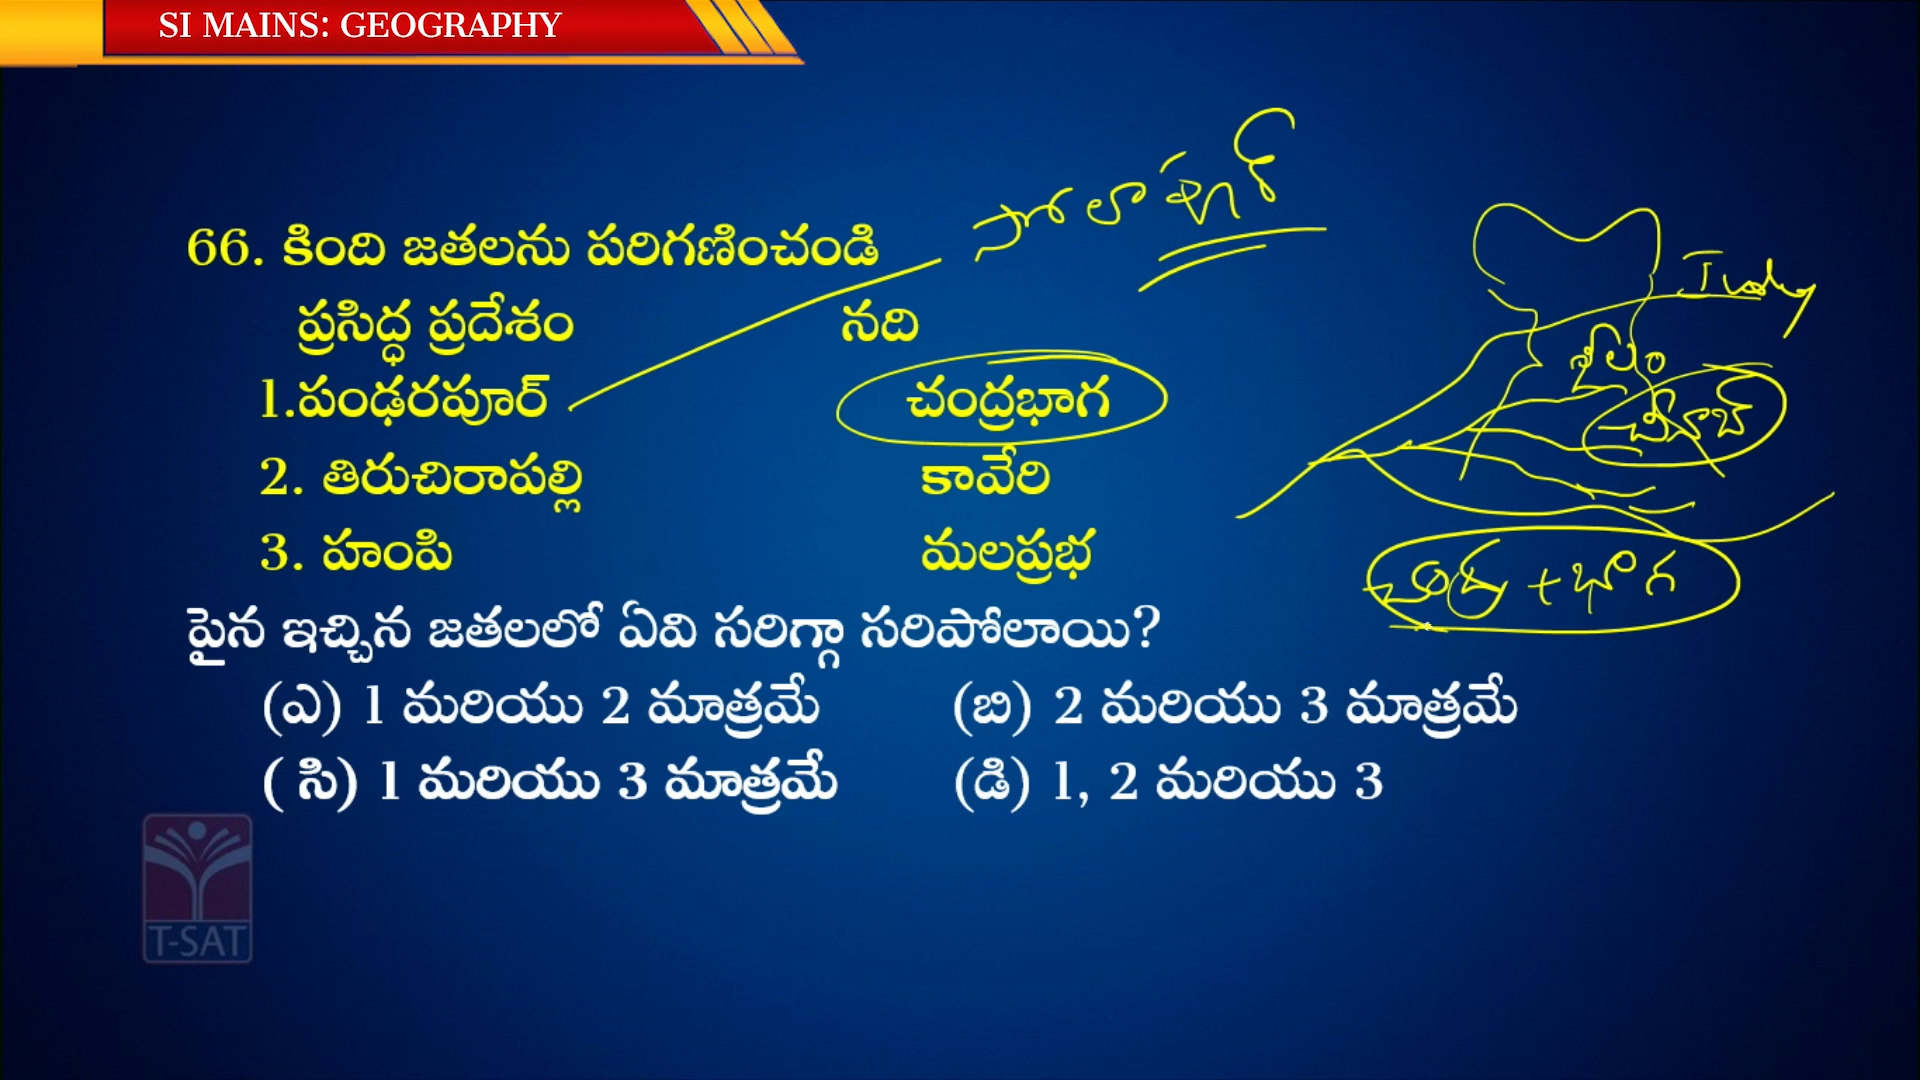 SI MAINS: GEOGRAPHY
సోలాపూర్
66. కింది జతలను పరిగణించండి
Indus
ప్రసిద్ధ ప్రదేశం నది
జీలం
1.పండరపూర్ చంద్రభాగ
చీనాబ్
2. తిరుచిరాపల్లి కావేరి
3. హంపి మలప్రభ
చంద్ర + భాగ
పైన ఇచ్చిన జతలలో ఏవి సరిగ్గా సరిపోలాయి?
(ఎ) 1 మరియు 2 మాత్రమే (బి) 2 మరియు 3 మాత్రమే
( సి) 1 మరియు 3 మాత్రమే (డి) 1, 2 మరియు 3
T-SAT